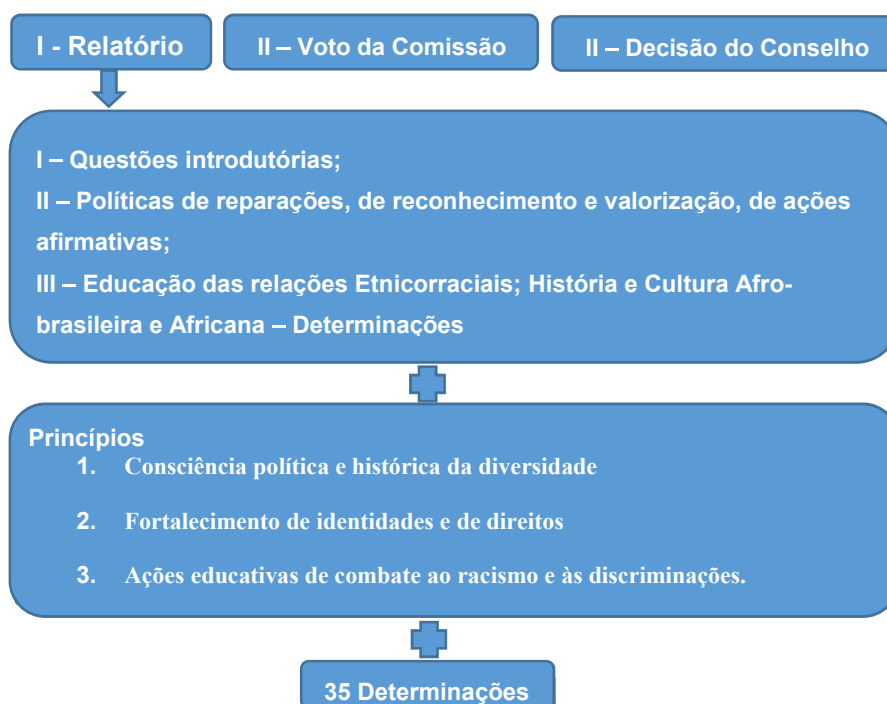 I - Relatório
II – Voto da Comissão
II – Decisão do Conselho
I – Questões introdutórias;
II – Políticas de reparações, de reconhecimento e valorização, de ações
afirmativas;
III – Educação das relações Etnicorraciais; História e Cultura Afro-
brasileira e Africana – Determinações
Princípios
1. Consciência política e histórica da diversidade
2. Fortalecimento de identidades e de direitos
3. Ações educativas de combate ao racismo e às discriminações.
35 Determinações